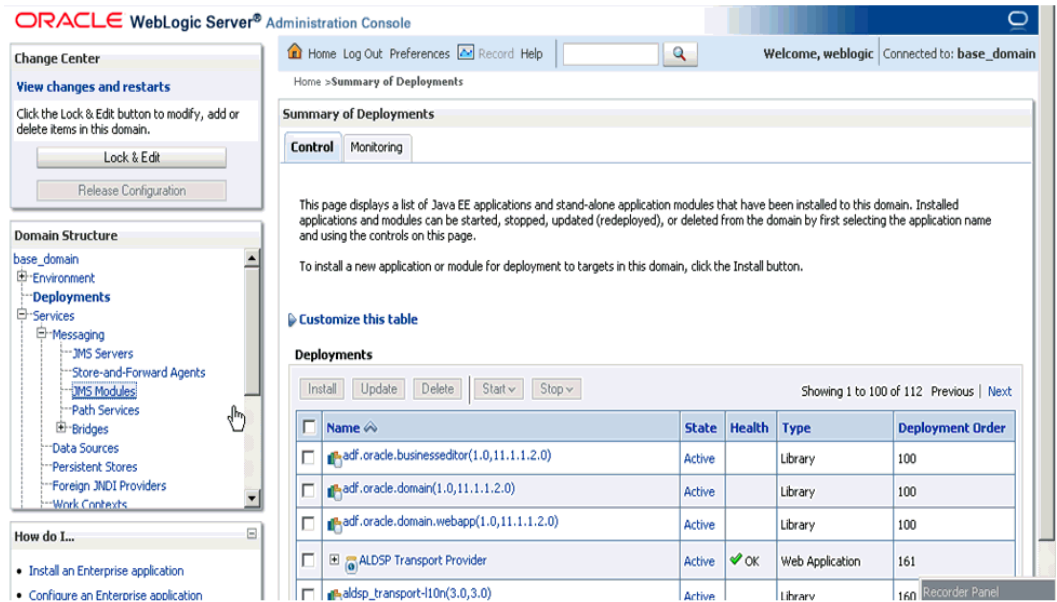 ORACLE WebLogic Server® Administration Console
Change Center
View changes and restarts
Click the Lock & Edit button to modify, add or
delete items in this domain.
Lock & Edit
Release Configuration
Domain Structure
base_domain
Environment
Deployments
Services
Messaging
JMS Servers
Store-and-Forward Agents
JMS Modules
Path Services
Bridges
Data Sources
Persistent Stores
Foreign JNDI Providers
Work Contexts
How do I...
Install an Enterprise application
Configure an Enterprise application
Home Log Out Preferences Record Help
Welcome, weblogic Connected to: base_domain
Home >Summary of Deployments
Summary of Deployments
Control Monitoring
This page displays a list of Java EE applications and stand-alone application modules that have been installed to this domain. Installed
applications and modules can be started, stopped, updated (redeployed), or deleted from the domain by first selecting the application name
and using the controls on this page.
To install a new application or module for deployment to targets in this domain, click the Install button.
Customize this table
Deployments
Install Update Delete Start Stop Showing 1 to 100 of 112 Previous | Next
Name State Health Type Deployment Order
adf.oracle.businesseditor(1.0,11.1.1.2.0) Active Library 100
adf.oracle.domain(1.0,11.1.1.2.0) Active Library 100
adf.oracle.domain.webapp(1.0,11.1.1.2.0) Active Library 100
ALDSP Transport Provider Active OK Web Application 161
aldsp_transport-l10n(3.0,3.0) Active Library 160
Recorder Panel